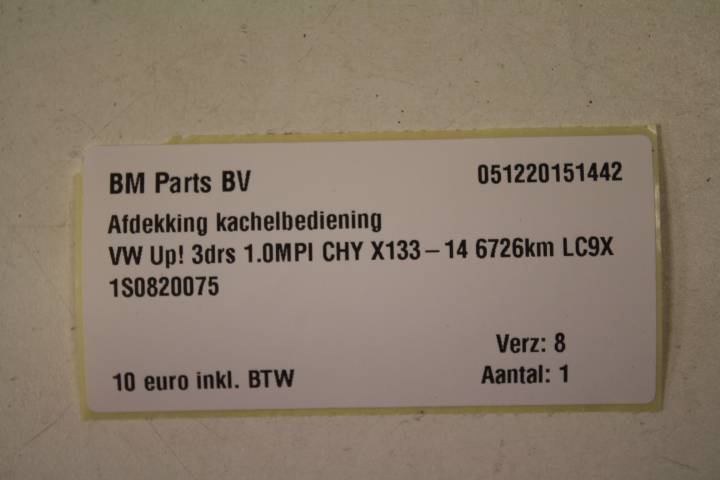 BM Parts BV 051220151442
Afdekking kachelbediening
VW Up! 3drs 1.0MPI CHY X133-14 6726km LC9X
1S0820075
Verz: 8
10 euro inkl. BTW Aantal: 1